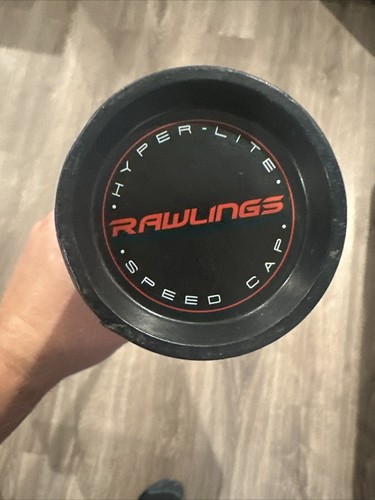 · HYPER-LITE ·
RAWLINGS
· SPEED CAP ·